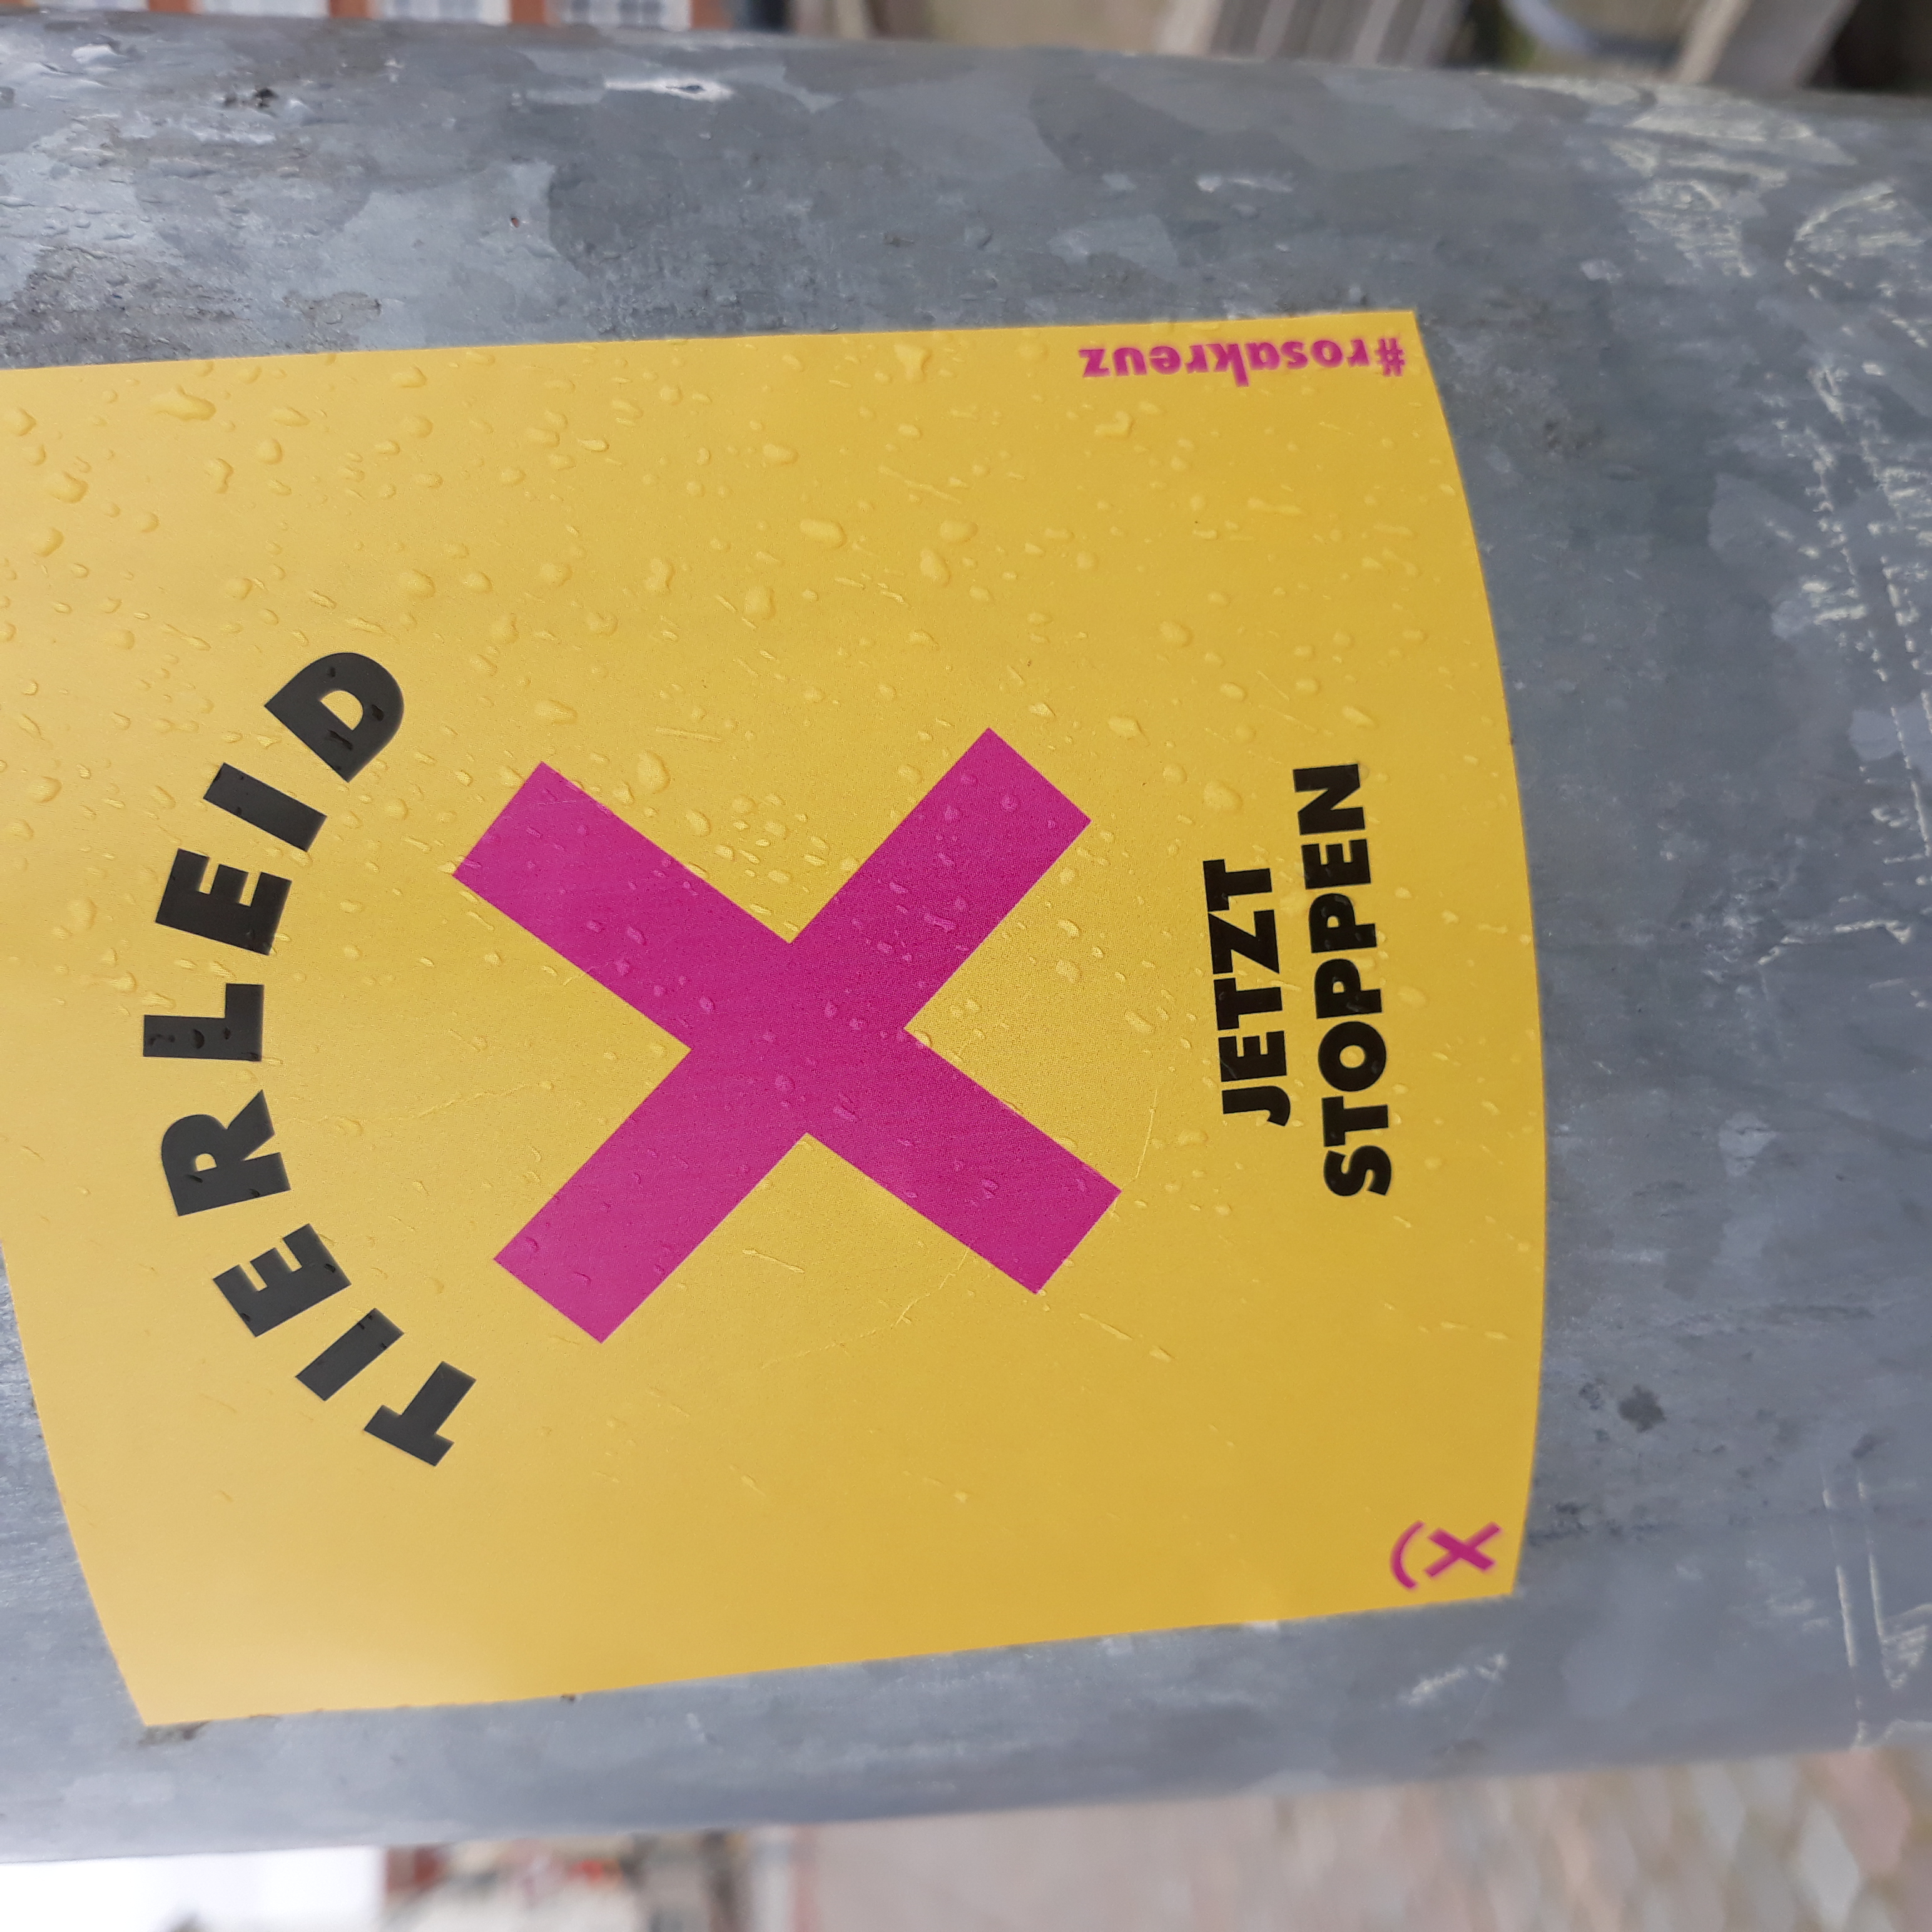 TIERLEID
JETZT
STOPPEN
X)
#rosakreuz